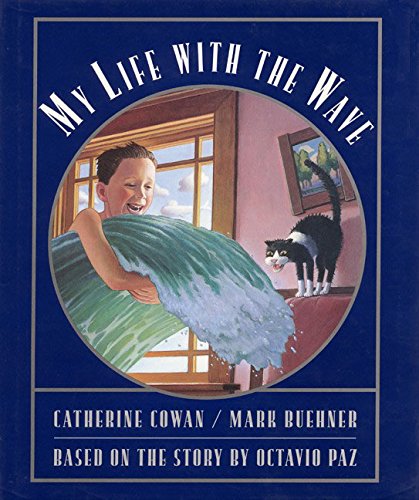 MY LIFE WITH THE WAVE
CATHERINE COWAN / MARK BUEHNER
BASED ON THE STORY BY OCTAVIO PAZ